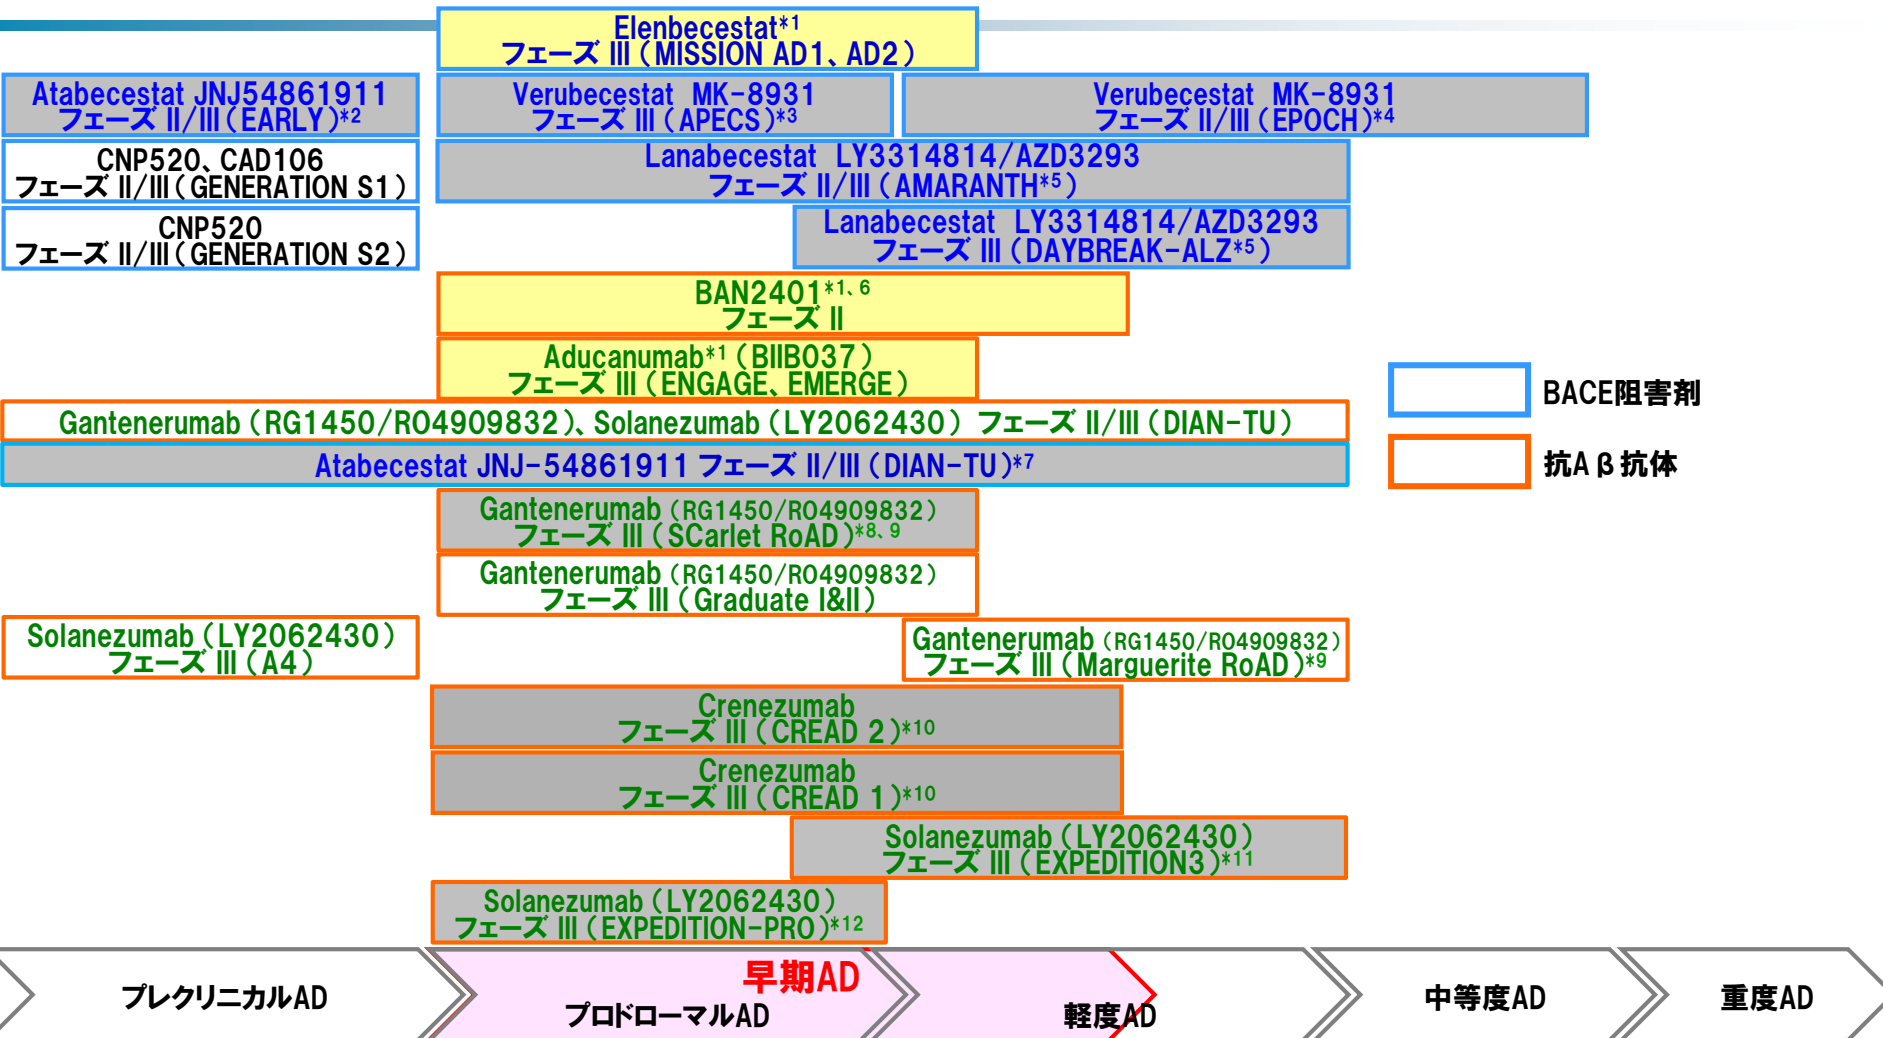 Elenbecestat*1
フェーズ III（MISSION AD1、AD2）
Atabecestat JNJ54861911
フェーズ II/III（EARLY）*2
Verubecestat MK-8931
フェーズ III（APECS）*3
Verubecestat MK-8931
フェーズ II/III（EPOCH）*4
CNP520、CAD106
フェーズ II/III（GENERATION S1）
Lanabecestat LY3314814/AZD3293
フェーズ II/III（AMARANTH*5）
CNP520
フェーズ II/III（GENERATION S2）
Lanabecestat LY3314814/AZD3293
フェーズ III（DAYBREAK-ALZ*5）
BAN2401*1、6
フェーズ II
Aducanumab*1（BIIB037）
フェーズ III（ENGAGE、EMERGE）
BACE阻害剤
Gantenerumab（RG1450/RO4909832）、Solanezumab（LY2062430） フェーズ II/III（DIAN-TU）
Atabecestat JNJ-54861911 フェーズ II/III（DIAN-TU）*7
抗Aβ抗体
Gantenerumab（RG1450/RO4909832）
フェーズ III（SCarlet RoAD）*8、9
Gantenerumab（RG1450/RO4909832）
フェーズ III（Graduate I&II）
Solanezumab（LY2062430）
フェーズ III（A4）
Gantenerumab（RG1450/RO4909832）
フェーズ III（Marguerite RoAD）*9
Crenezumab
フェーズ III（CREAD 2）*10
Crenezumab
フェーズ III（CREAD 1）*10
Solanezumab（LY2062430）
フェーズ III（EXPEDITION3）*11
Solanezumab（LY2062430）
フェーズ III（EXPEDITION-PRO）*12
早期AD
プレクリニカルAD
プロドローマルAD
軽度AD
中等度AD
重度AD